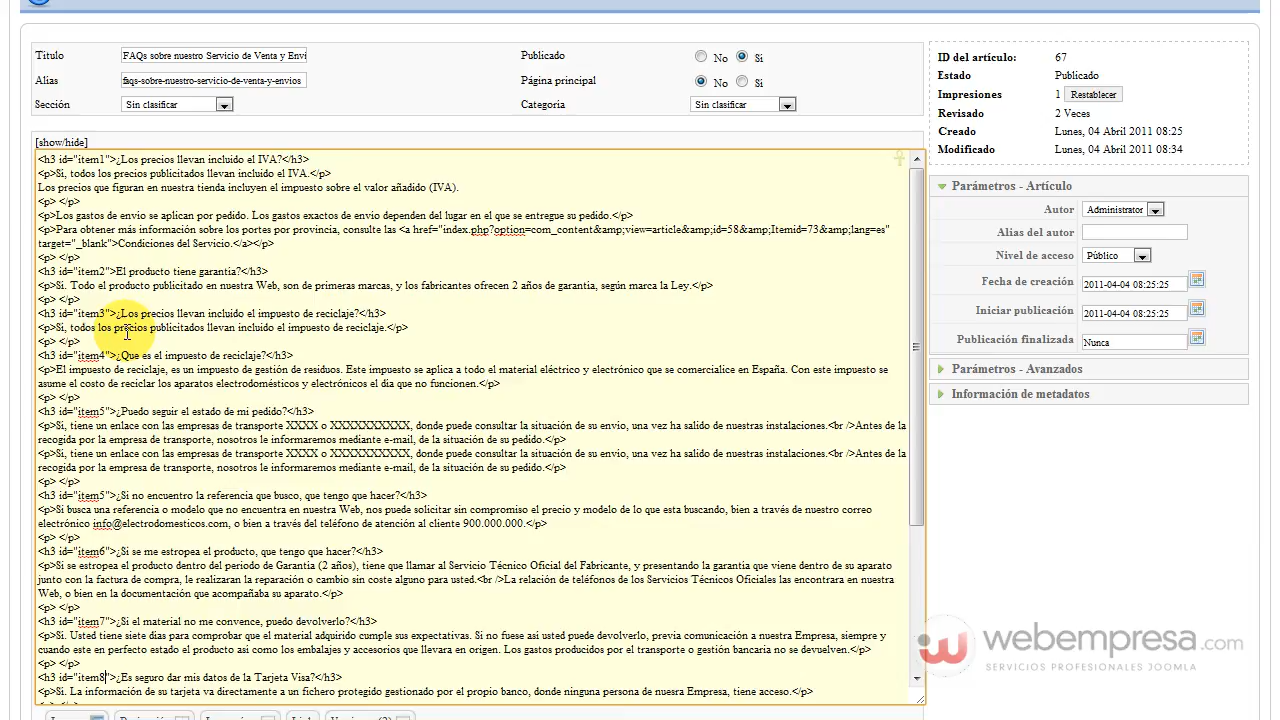 Título
FAQs sobre nuestro Servicio de Venta y Envi
Publicado
No
Si
Alias
faqs-sobre-nuestro-servicio-de-venta-y-envios
Página principal
No
Si
Sección
Sin clasificar
Categoría
Sin clasificar
[show/hide]
<h3 id="item1">¿Los precios llevan incluido el IVA?</h3>
<p>Si, todos los precios publicitados llevan incluido el IVA.</p>
Los precios que figuran en nuestra tienda incluyen el impuesto sobre el valor añadido (IVA).
<p> </p>
<p>Los gastos de envio se aplican por pedido. Los gastos exactos de envio dependen del lugar en el que se entregue su pedido.</p>
<p>Para obtener más información sobre los portes por provincia, consulte las <a href="index.php?option=com_content&amp;view=article&amp;id=58&amp;Itemid=73&amp;lang=es"
target="_blank">Condiciones del Servicio.</a></p>
<p> </p>
<h3 id="item2">El producto tiene garantia?</h3>
<p>Si. Todo el producto publicitado en nuestra Web, son de primeras marcas, y los fabricantes ofrecen 2 años de garantia, según marca la Ley.</p>
<p> </p>
<h3 id="item3">¿Los precios llevan incluido el impuesto de reciclaje?</h3>
<p>Si, todos los precios publicitados llevan incluido el impuesto de reciclaje.</p>
<p> </p>
<h3 id="item4">¿Que es el impuesto de reciclaje?</h3>
<p>El impuesto de reciclaje, es un impuesto de gestión de residuos. Este impuesto se aplica a todo el material eléctrico y electrónico que se comercialice en España. Con este impuesto se
asume el costo de reciclar los aparatos electrodomésticos y electrónicos el dia que no funcionen.</p>
<p> </p>
<h3 id="item5">¿Puedo seguir el estado de mi pedido?</h3>
<p>Si, tiene un enlace con las empresas de transporte XXXX o XXXXXXXXXXX, donde puede consultar la situación de su envio, una vez ha salido de nuestras instalaciones.<br />Antes de la
recogida por la empresa de transporte, nosotros le informaremos mediante e-mail, de la situación de su pedido.</p>
<p>Si, tiene un enlace con las empresas de transporte XXXX o XXXXXXXXXXX, donde puede consultar la situación de su envio, una vez ha salido de nuestras instalaciones.<br />Antes de la
recogida por la empresa de transporte, nosotros le informaremos mediante e-mail, de la situación de su pedido.</p>
<p> </p>
<h3 id="item5">¿Si no encuentro la referencia que busco, que tengo que hacer?</h3>
<p>Si busca una referencia o modelo que no encuentra en nuestra Web, nos puede solicitar sin compromiso el precio y modelo de lo que esta buscando, bien a través de nuestro correo
electrónico info@electrodomesticos.com, o bien a través del teléfono de atención al cliente 900.000.000.</p>
<p> </p>
<h3 id="item6">¿Si se me estropea el producto, que tengo que hacer?</h3>
<p>Si se estropea el producto dentro del periodo de Garantia (2 años), tiene que llamar al Servicio Técnico Oficial del Fabricante, y presentando la garantia que viene dentro de su aparato
junto con la factura de compra, le realizaran la reparación o cambio sin coste alguno para usted.<br />La relación de teléfonos de los Servicios Técnicos Oficiales las encontrara en nuestra
Web, o bien en la documentación que acompañaba su aparato.</p>
<p> </p>
<h3 id="item7">¿Si el material no me convence, puedo devolverlo?</h3>
<p>Si. Usted tiene siete dias para comprobar que el material adquirido cumple sus expectativas. Si no fuese asi usted puede devolverlo, previa comunicación a nuestra Empresa, siempre y
cuando este en perfecto estado el producto asi como los embalajes y accesorios que llevara en origen. Los gastos producidos por el transporte o gestión bancaria no se devuelven.</p>
<p> </p>
<h3 id="item8">¿Es seguro dar mis datos de la Tarjeta Visa?</h3>
<p>Si. La información de su tarjeta va directamente a un fichero protegido gestionado por el propio banco, donde ninguna persona de nuesra Empresa, tiene acceso.</p>
ID del artículo: 67
Estado Publicado
Impresiones 1 Restablecer
Revisado 2 Veces
Creado Lunes, 04 Abril 2011 08:25
Modificado Lunes, 04 Abril 2011 08:34
Parámetros - Artículo
Autor Administrator
Alias del autor
Nivel de acceso Público
Fecha de creación 2011-04-04 08:25:25
Iniciar publicación 2011-04-04 08:25:25
Publicación finalizada Nunca
Parámetros - Avanzados
Información de metadatos
webempresa.com
SERVICIOS PROFESIONALES JOOMLA